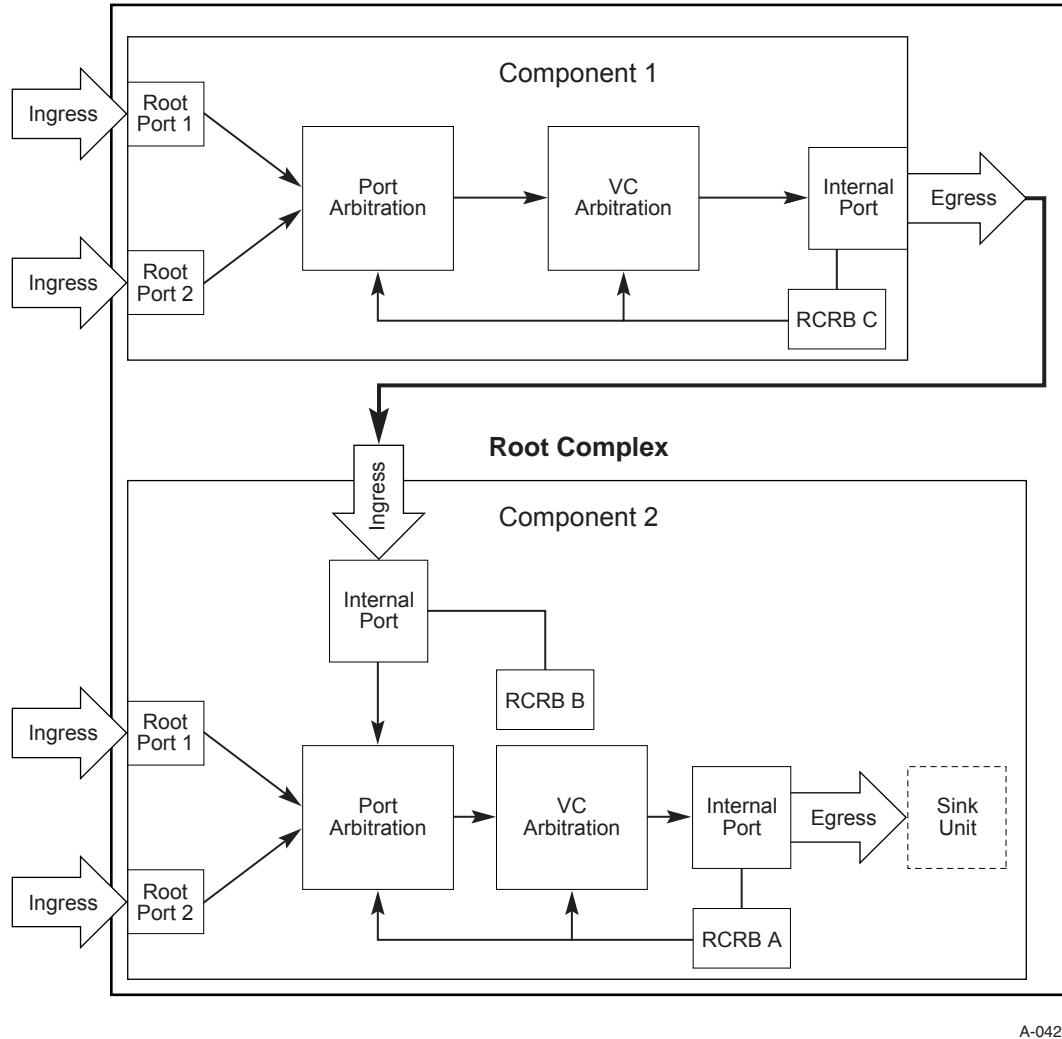 Component 1
Ingress
Root
Port 1
Port
Arbitration
VC
Arbitration
Internal
Port
Egress
Ingress
Root
Port 2
RCRB C
Root Complex
Ingress
Component 2
Internal
Port
RCRB B
Ingress
Root
Port 1
Port
Arbitration
VC
Arbitration
Internal
Port
Egress
Sink
Unit
Ingress
Root
Port 2
RCRB A
A-042